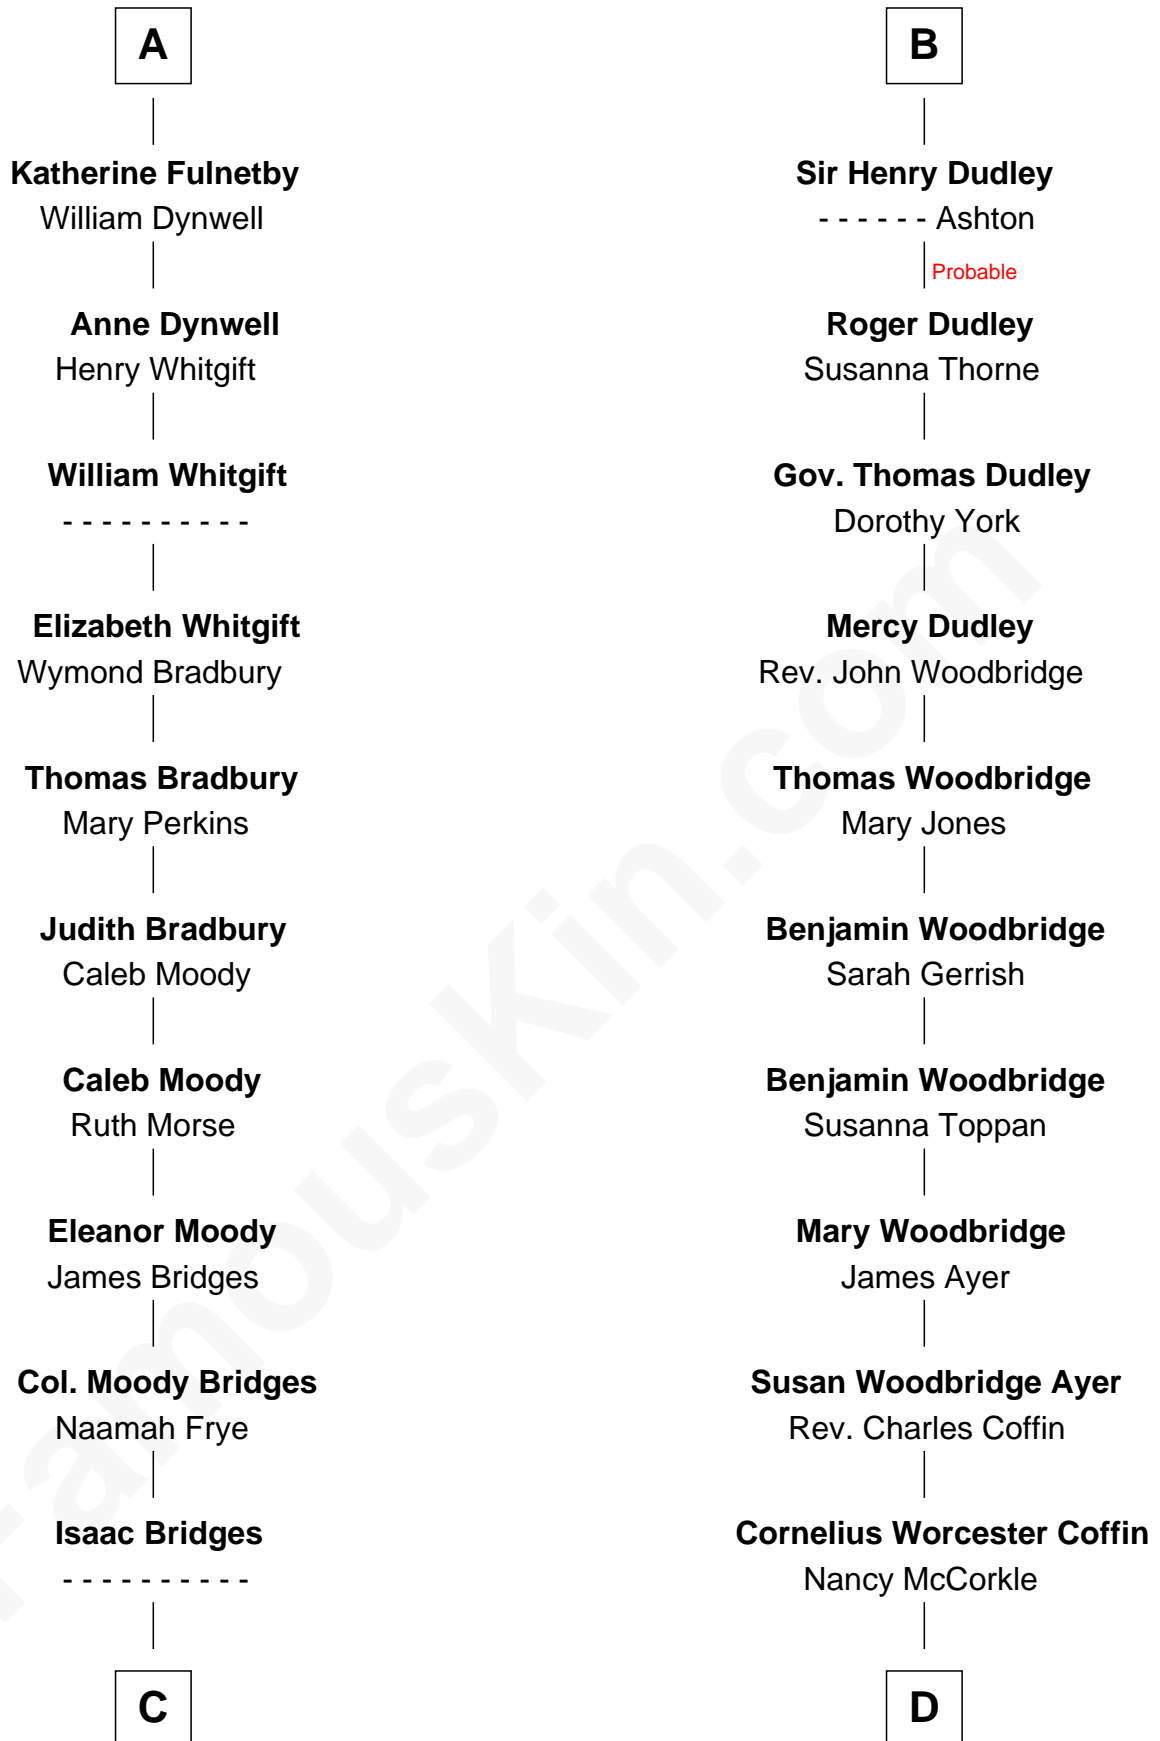 A
Katherine Fulnetby
William Dynwell
Anne Dynwell
Henry Whitgift
William Whitgift
- - - - - - - - - -
Elizabeth Whitgift
Wymond Bradbury
Thomas Bradbury
Mary Perkins
Judith Bradbury
Caleb Moody
Caleb Moody
Ruth Morse
Eleanor Moody
James Bridges
Col. Moody Bridges
Naamah Frye
Isaac Bridges
- - - - - - - - - -
C
B
Sir Henry Dudley
- - - - - - Ashton
Probable
Roger Dudley
Susanna Thorne
Gov. Thomas Dudley
Dorothy York
Mercy Dudley
Rev. John Woodbridge
Thomas Woodbridge
Mary Jones
Benjamin Woodbridge
Sarah Gerrish
Benjamin Woodbridge
Susanna Toppan
Mary Woodbridge
James Ayer
Susan Woodbridge Ayer
Rev. Charles Coffin
Cornelius Worcester Coffin
Nancy McCorkle
D
FamousKin.com